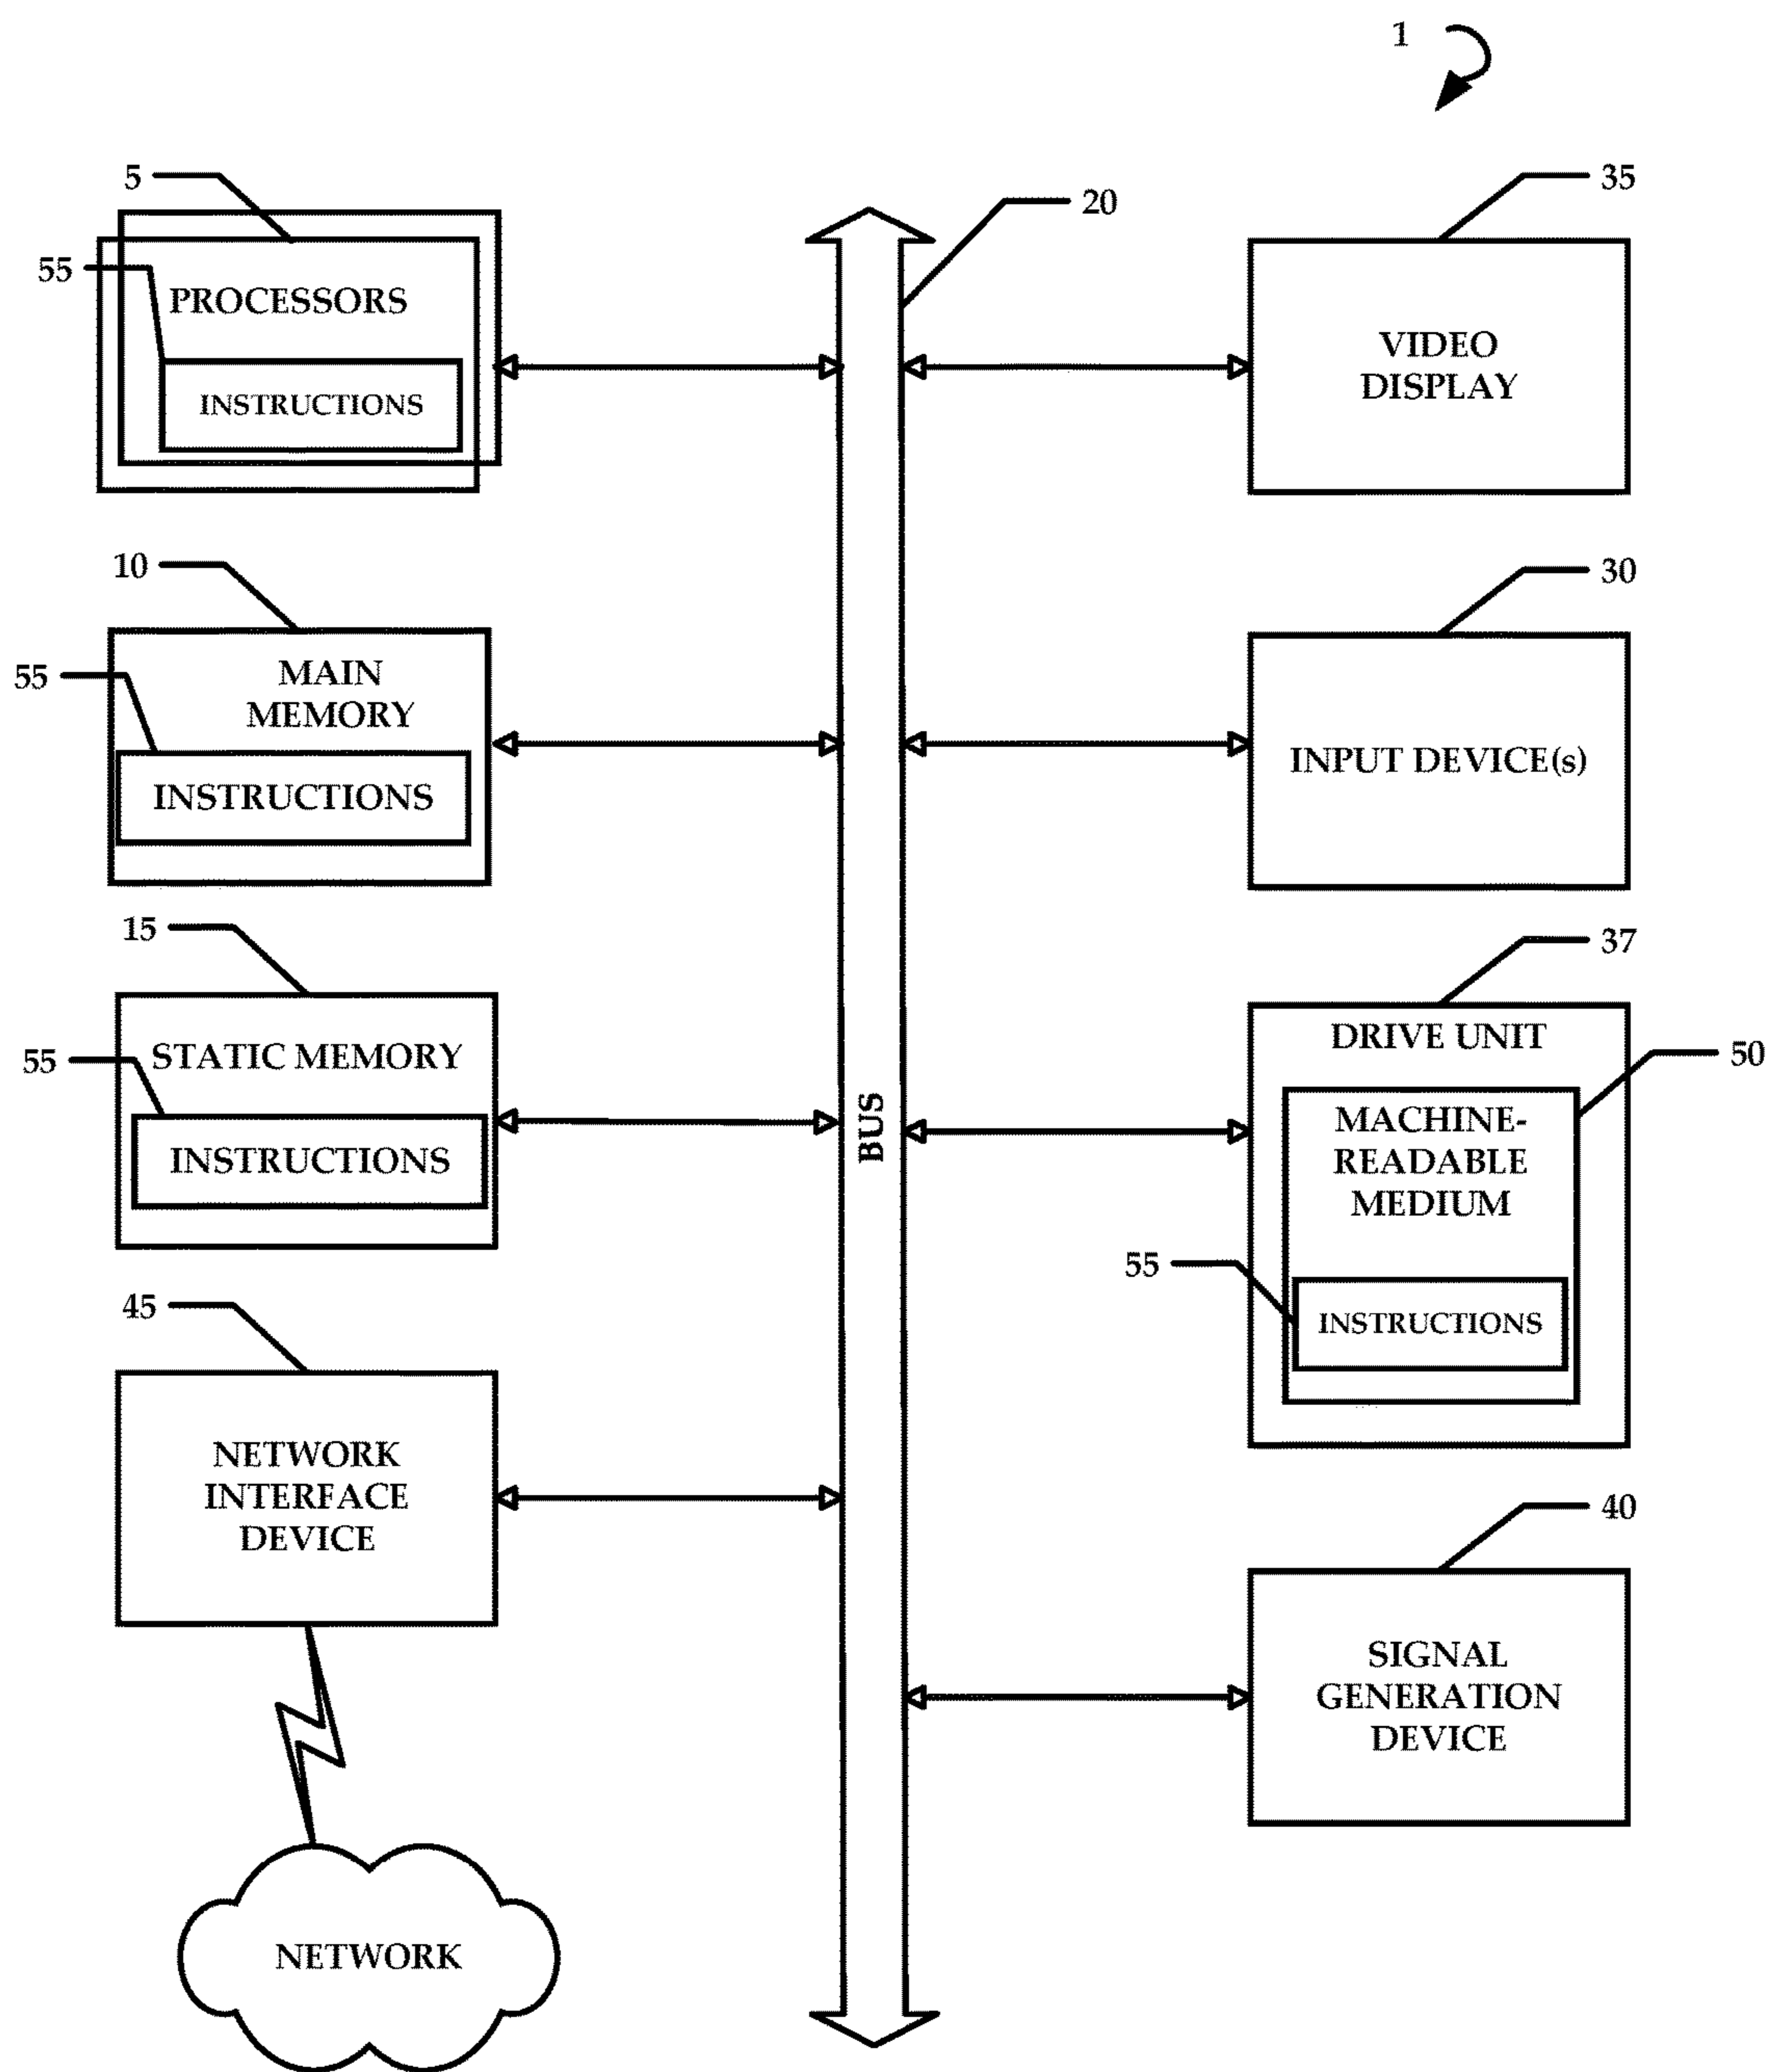 1
5
55
PROCESSORS
INSTRUCTIONS
10
55
MAIN
MEMORY
INSTRUCTIONS
15
55
STATIC MEMORY
INSTRUCTIONS
45
NETWORK
INTERFACE
DEVICE
NETWORK
20
BUS
35
VIDEO
DISPLAY
30
INPUT DEVICE(s)
37
DRIVE UNIT
50
MACHINE-
READABLE
MEDIUM
55
INSTRUCTIONS
40
SIGNAL
GENERATION
DEVICE